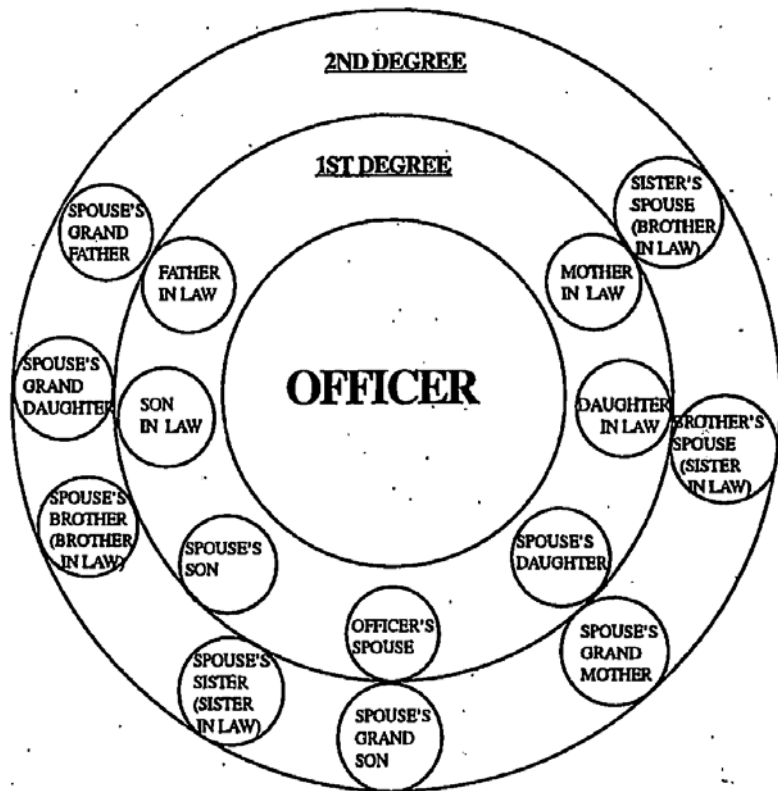 2ND DEGREE
1ST DEGREE
SISTER'S
SPOUSE
(BROTHER
IN LAW)
SPOUSE'S
GRAND
FATHER
FATHER
IN LAW
MOTHER
IN LAW
OFFICER
SPOUSE'S
GRAND
DAUGHTER
SON
IN LAW
DAUGHTER
IN LAW
BROTHER'S
SPOUSE
(SISTER
IN LAW)
SPOUSE'S
BROTHER
(BROTHER
IN LAW)
SPOUSE'S
SON
SPOUSE'S
DAUGHTER
OFFICER'S
SPOUSE
SPOUSE'S
GRAND
MOTHER
SPOUSE'S
SISTER
(SISTER
IN LAW)
SPOUSE'S
GRAND
SON